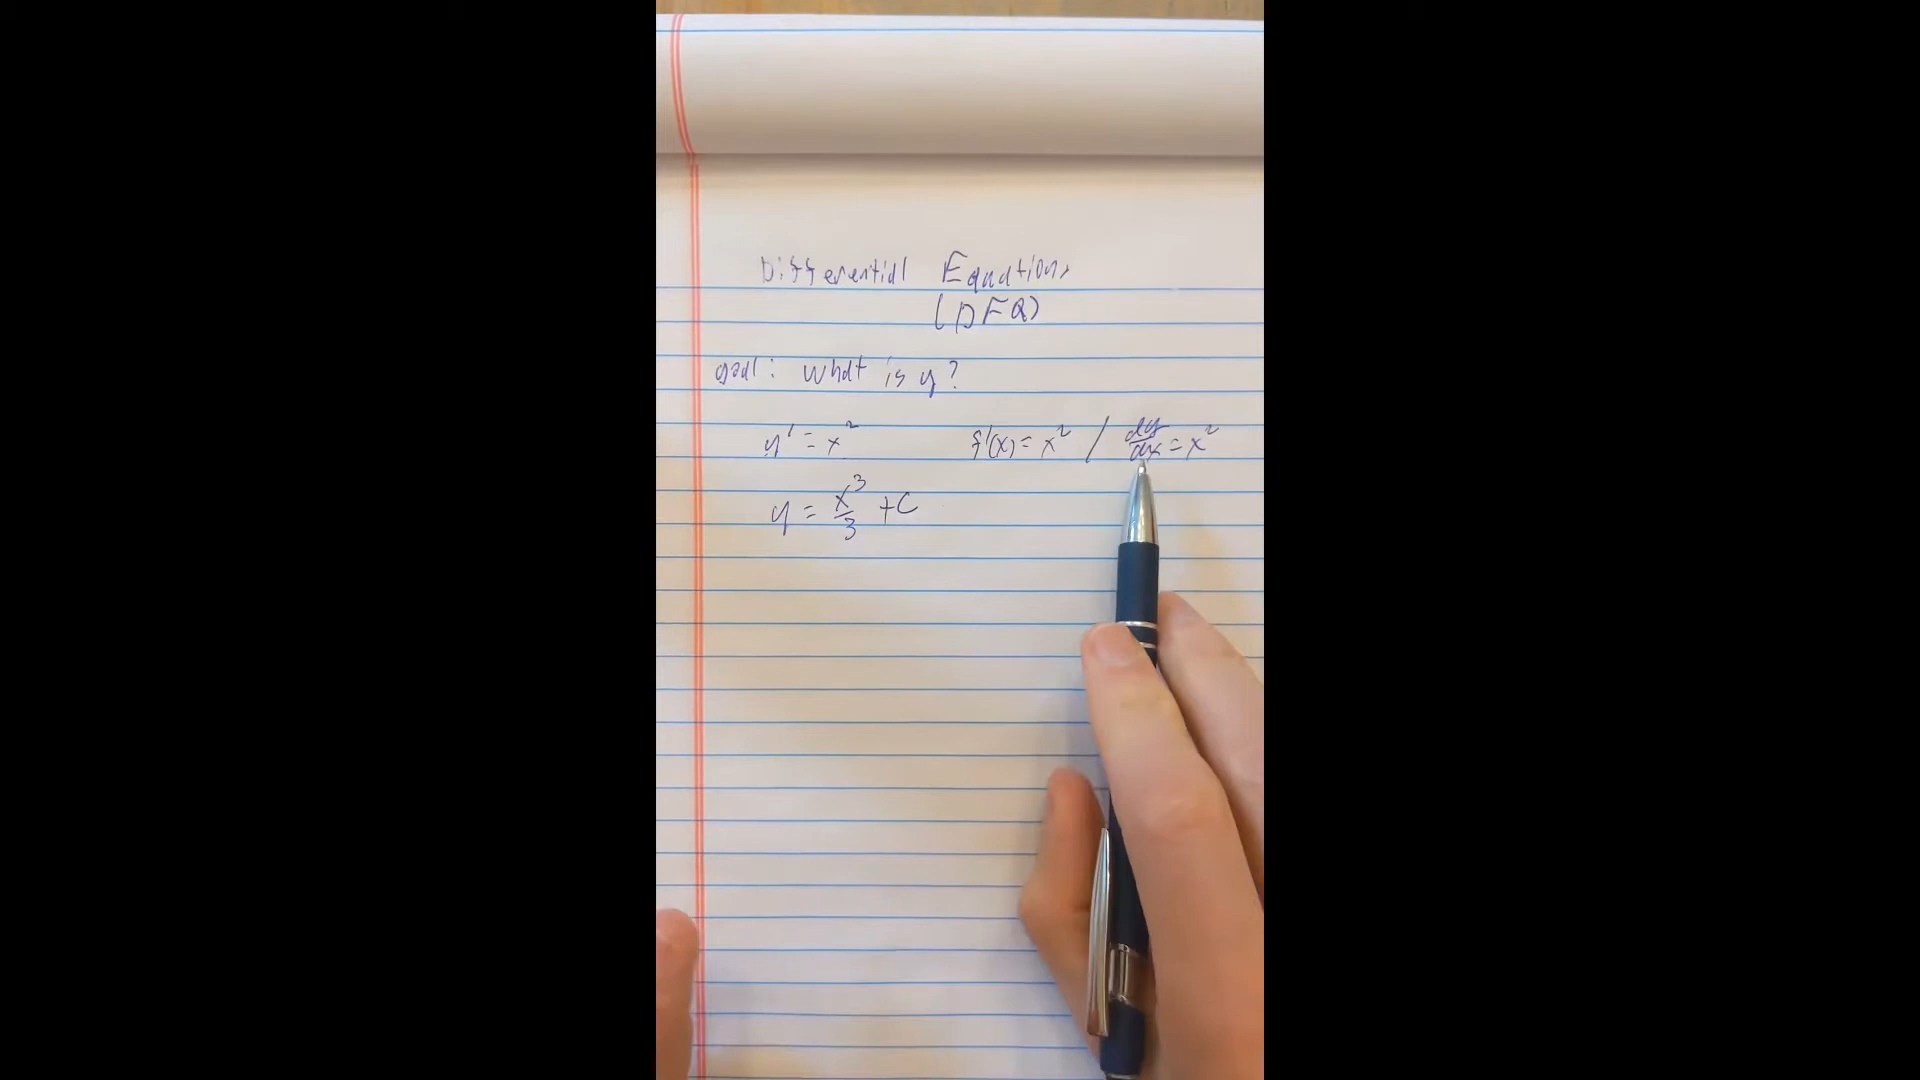 Differential Equations
(DFQ)
goal: what is y?
y' = x² f'(x) = x² / dy/dx = x²
y = x³/3 + C